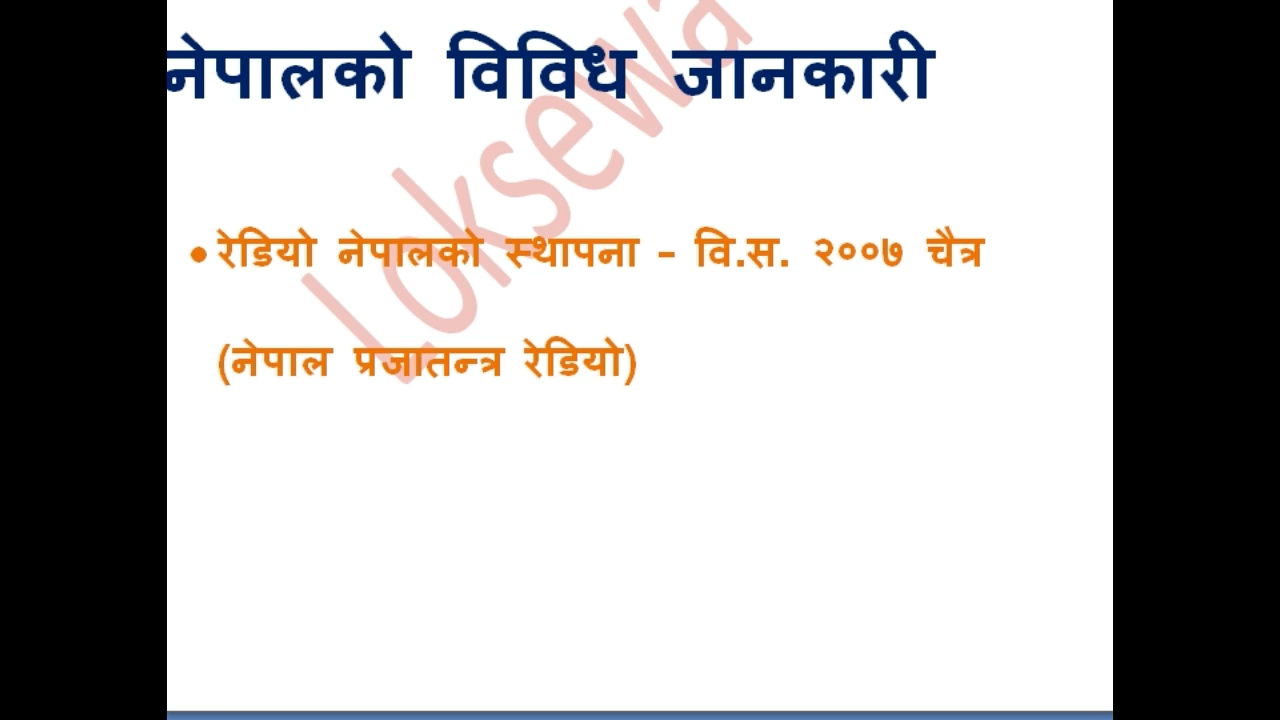 नेपालको विविध जानकारी
Loksewa
• रेडियो नेपालको स्थापना – वि.स. २००७ चैत्र
(नेपाल प्रजातन्त्र रेडियो)